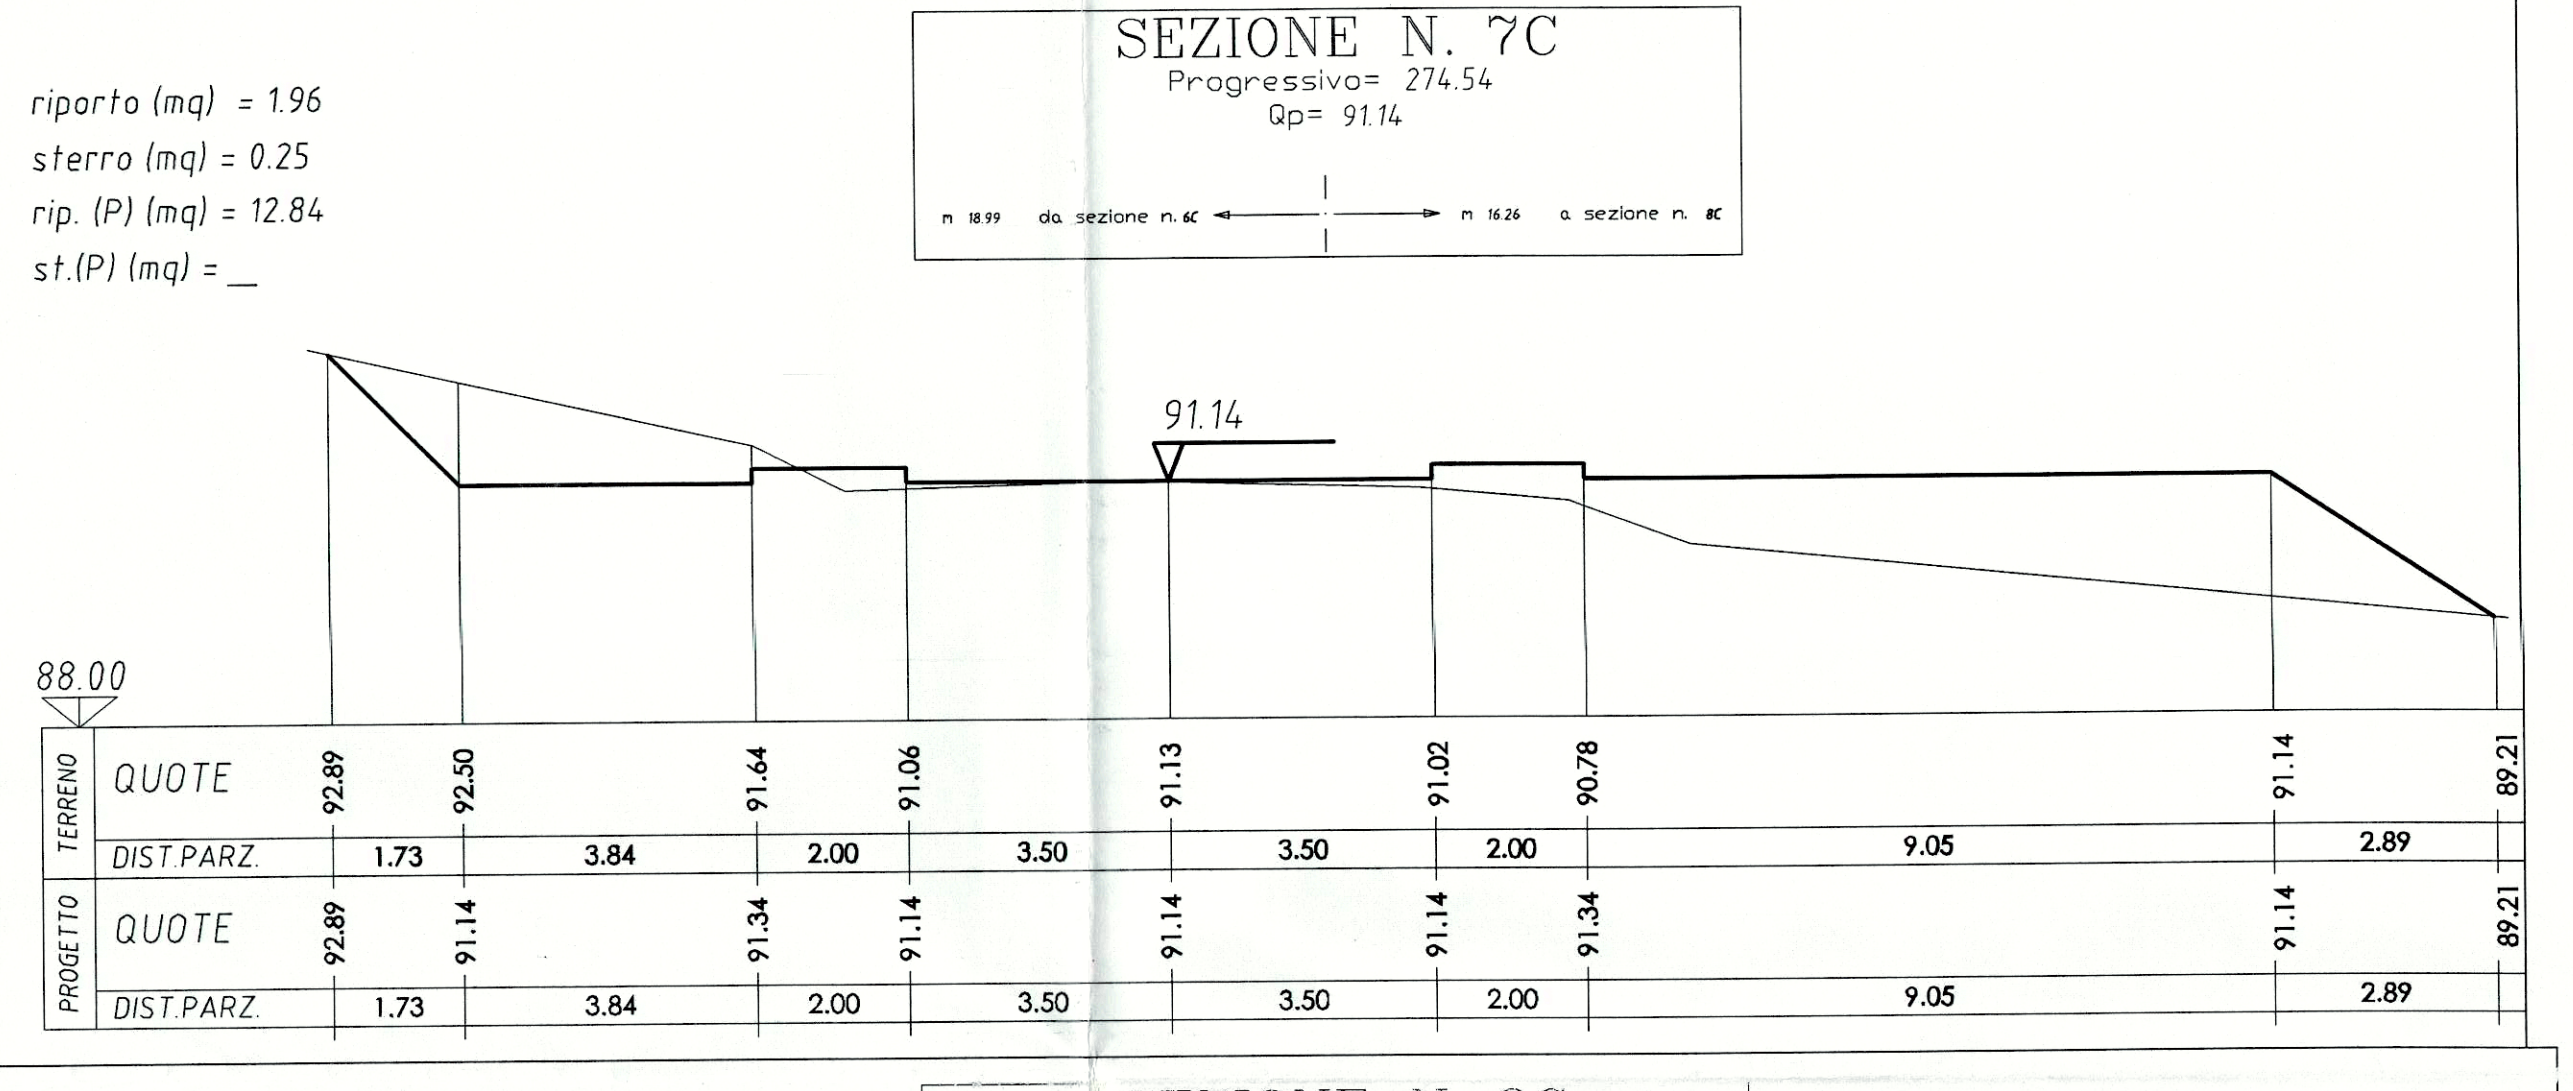 SEZIONE N. 7C
Progressivo= 274.54
Qp= 91.14
m 18.99 da sezione n. 6C m 16.26 a sezione n. 8C
riporto (mq) = 1.96
sterro (mq) = 0.25
rip. (P) (mq) = 12.84
st.(P) (mq) = __
91.14
88.00
TERRENO
QUOTE 92.89 92.50 91.64 91.06 91.13 91.02 90.78 91.14 89.21
DIST.PARZ. 1.73 3.84 2.00 3.50 3.50 2.00 9.05 2.89
PROGETTO
QUOTE 92.89 91.14 91.34 91.14 91.14 91.14 91.34 91.14 89.21
DIST.PARZ. 1.73 3.84 2.00 3.50 3.50 2.00 9.05 2.89